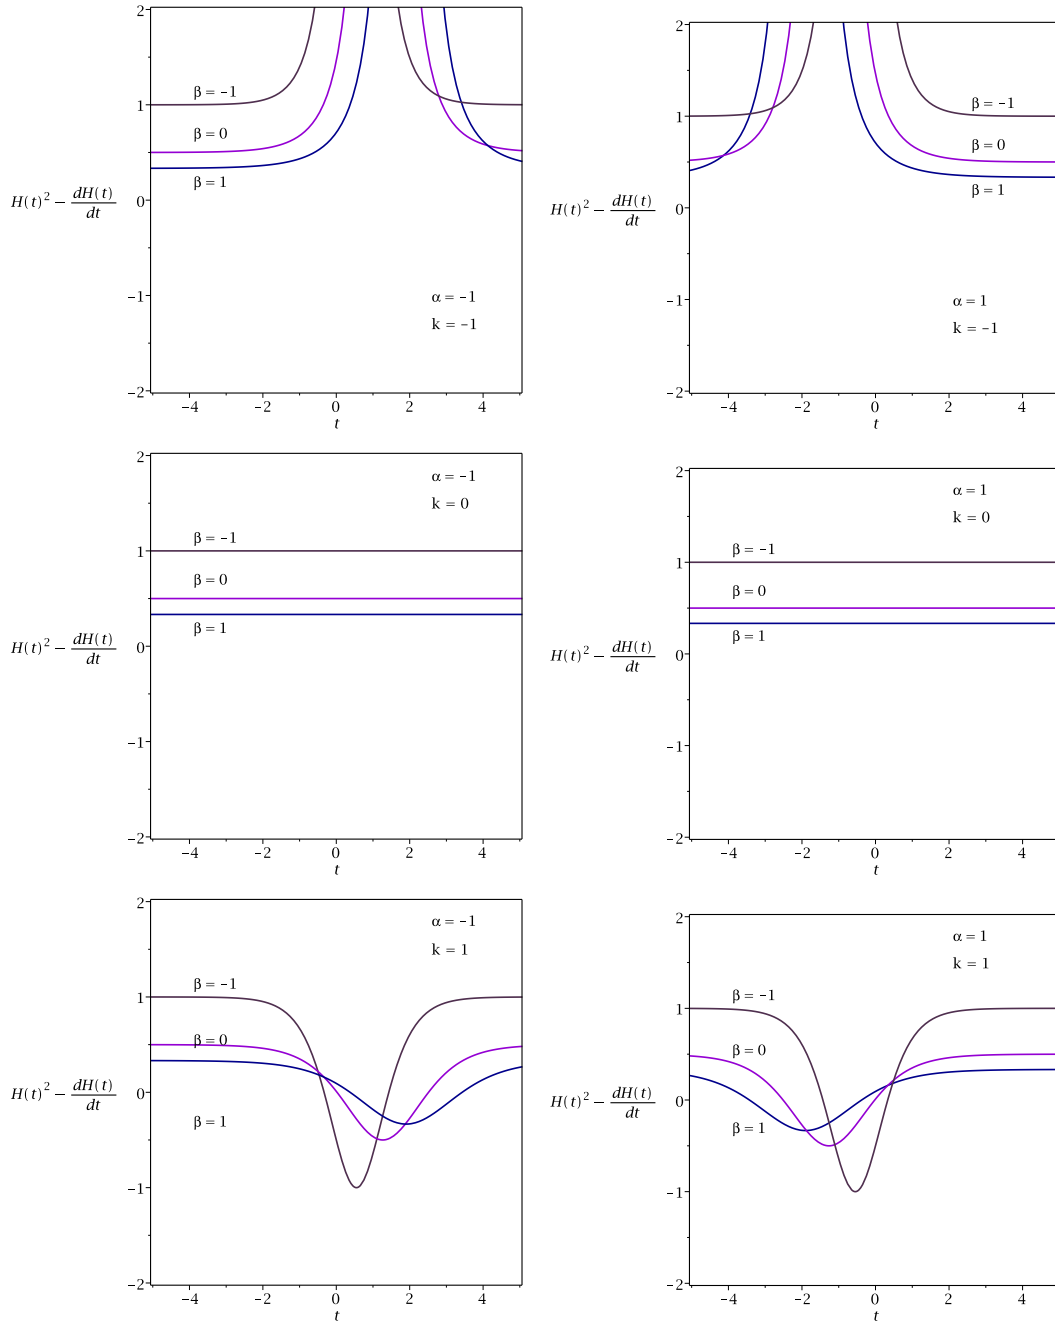 2
β = −1
1
β = 0
β = 1
H(t)² − dH(t)/dt
0
−1
α = −1
k = −1
−2
−4 −2 0 2 4
t
2
1
β = −1
β = 0
β = 1
H(t)² − dH(t)/dt
0
−1
α = 1
k = −1
−2
−4 −2 0 2 4
t
2
α = −1
k = 0
β = −1
1
β = 0
β = 1
H(t)² − dH(t)/dt
0
−1
−2
−4 −2 0 2 4
t
2
α = 1
k = 0
β = −1
1
β = 0
β = 1
H(t)² − dH(t)/dt
0
−1
−2
−4 −2 0 2 4
t
2
α = −1
k = 1
β = −1
1
β = 0
H(t)² − dH(t)/dt
0
β = 1
−1
−2
−4 −2 0 2 4
t
2
α = 1
k = 1
β = −1
1
β = 0
H(t)² − dH(t)/dt
0
β = 1
−1
−2
−4 −2 0 2 4
t